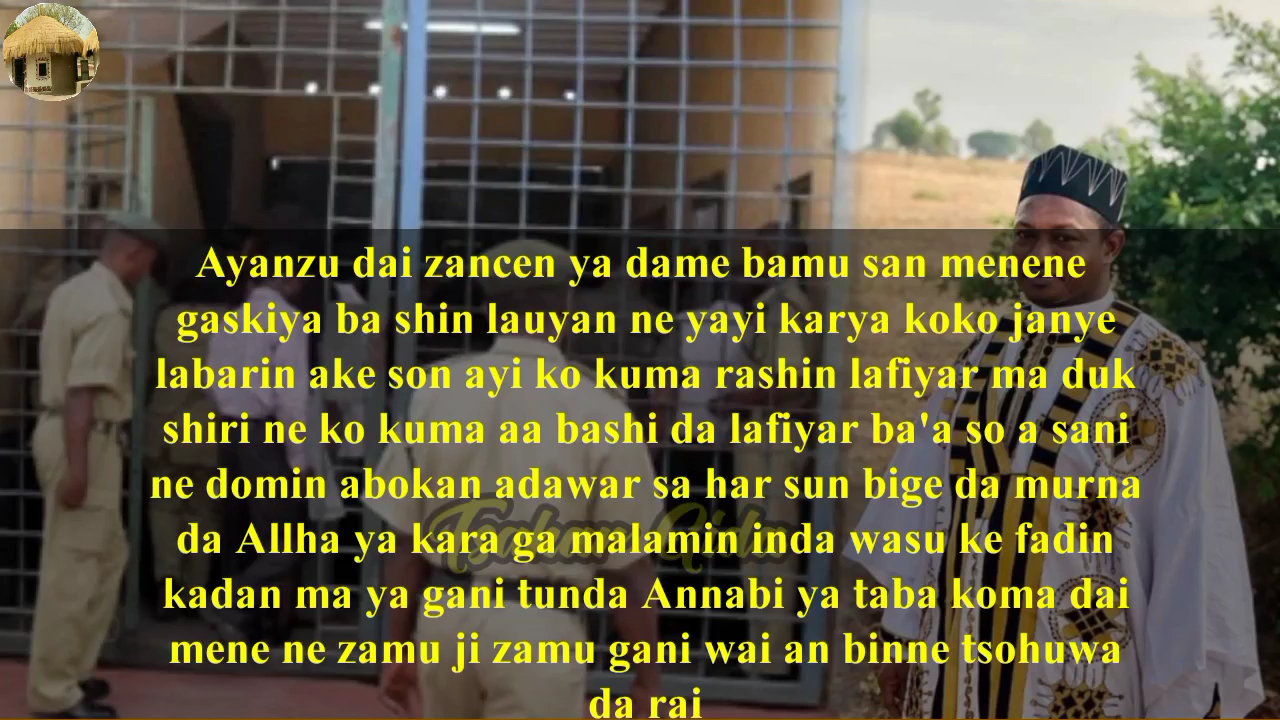 Ayanzu dai zancen ya dame bamu san menene
gaskiya ba shin lauyan ne yayi karya koko janye
labarin ake son ayi ko kuma rashin lafiyar ma duk
shiri ne ko kuma aa bashi da lafiyar ba'a so a sani
ne domin abokan adawar sa har sun bige da murna
da Allha ya kara ga malamin inda wasu ke fadin
kadan ma ya gani tunda Annabi ya taba koma dai
mene ne zamu ji zamu gani wai an binne tsohuwa
da rai